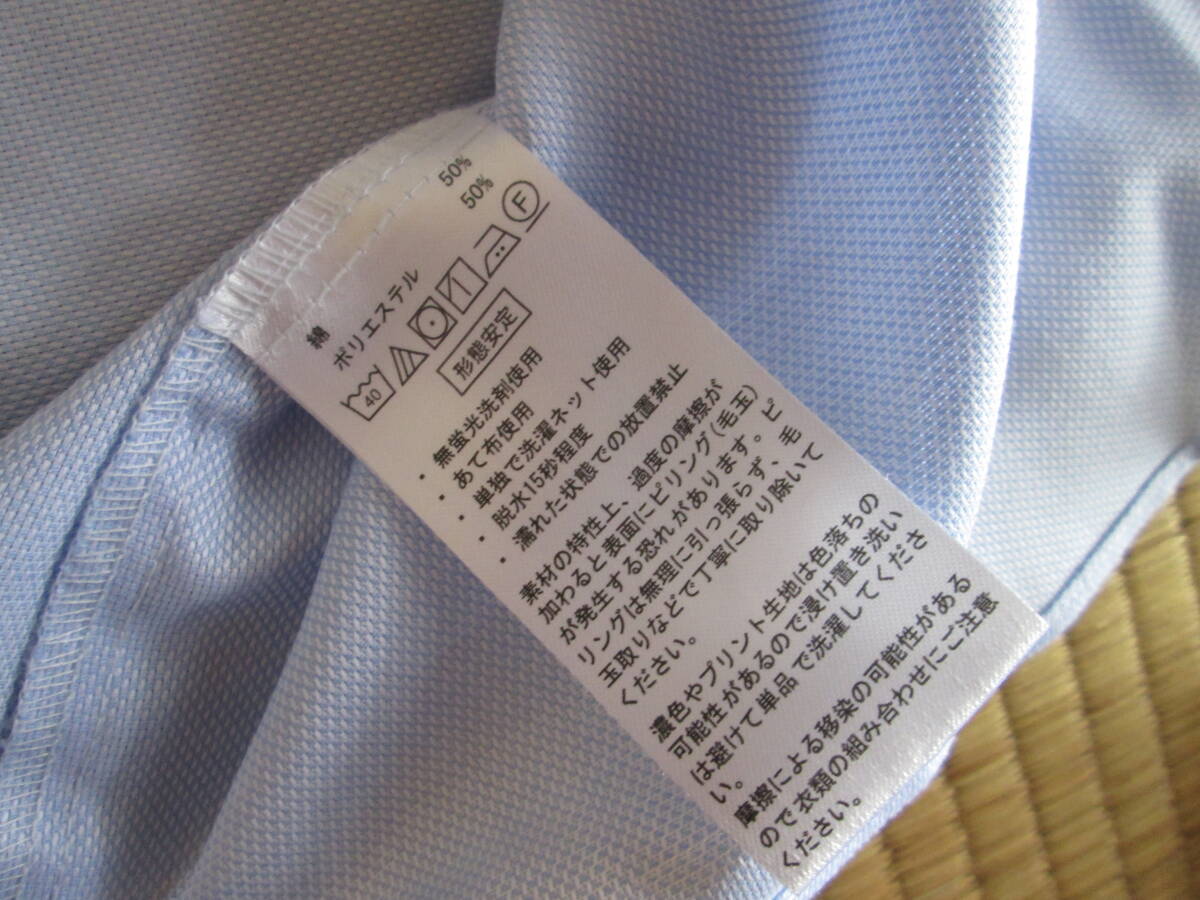 綿 50%
ポリエステル 50%
40 F
形態安定
・ 無蛍光洗剤使用
・ あて布使用
・ 単独で洗濯ネット使用
・ 脱水15秒程度
・ 濡れた状態での放置禁止
素材の特性上、過度の摩擦が
加わると表面にピリング(毛玉)
が発生する恐れがあります。ピ
リングは無理に引っ張らず、毛
玉取りなどで丁寧に取り除いて
ください。
濃色やプリント生地は色落ちの
可能性があるので浸け置き洗い
は避けて単品で洗濯してくださ
い。
摩擦による移染の可能性がある
ので衣類の組み合わせにご注意
ください。